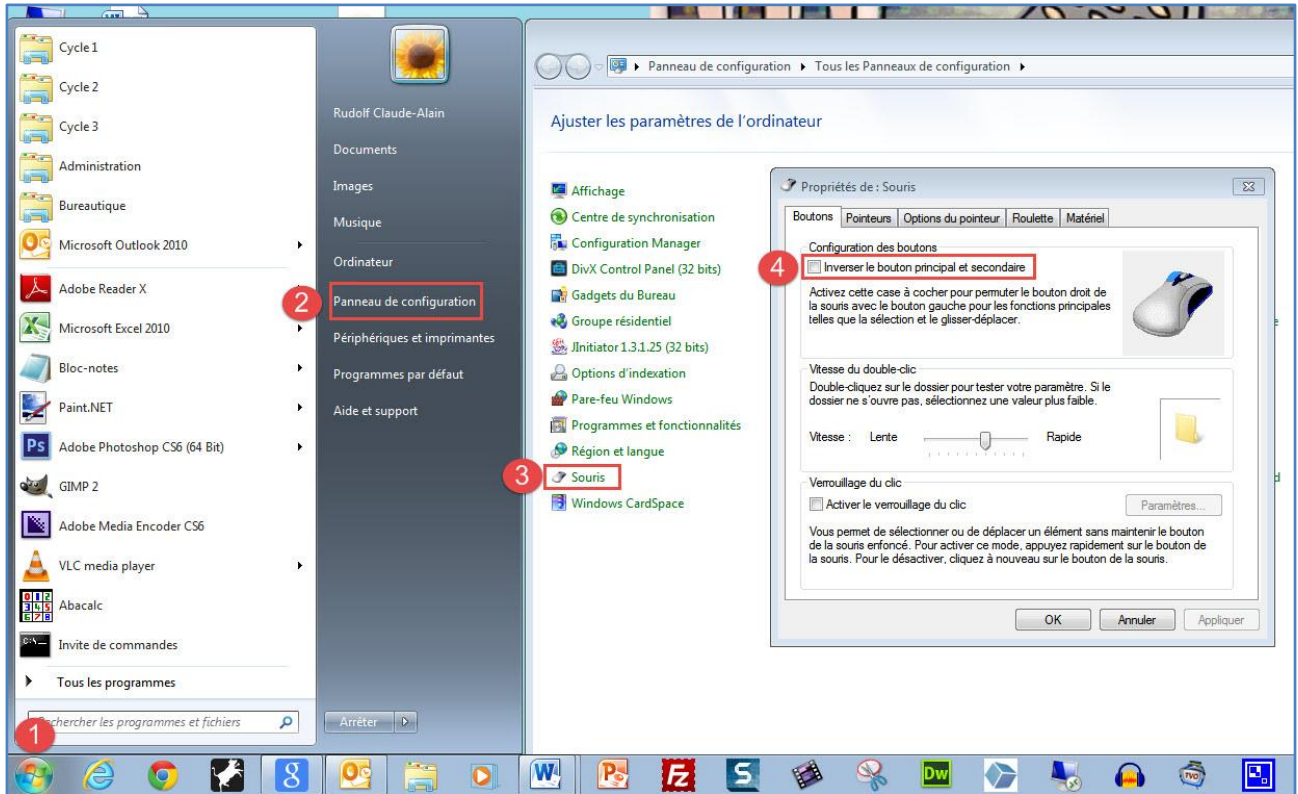 Cycle 1
Cycle 2
Cycle 3
Administration
Bureautique
Microsoft Outlook 2010
Adobe Reader X
Microsoft Excel 2010
Bloc-notes
Paint.NET
Ps
Adobe Photoshop CS6 (64 Bit)
GIMP 2
Adobe Media Encoder CS6
VLC media player
Abacalc
Invite de commandes
Tous les programmes
Rechercher les programmes et fichiers
1
Rudolf Claude-Alain
Documents
Images
Musique
Ordinateur
2
Panneau de configuration
Périphériques et imprimantes
Programmes par défaut
Aide et support
Arrêter
Panneau de configuration
Tous les Panneaux de configuration
Ajuster les paramètres de l'ordinateur
Affichage
Centre de synchronisation
Configuration Manager
DivX Control Panel (32 bits)
Gadgets du Bureau
Groupe résidentiel
JInitiator 1.3.1.25 (32 bits)
Options d'indexation
Pare-feu Windows
Programmes et fonctionnalités
Région et langue
3
Souris
Windows CardSpace
Propriétés de : Souris
Boutons Pointeurs Options du pointeur Roulette Matériel
Configuration des boutons
4
Inverser le bouton principal et secondaire
Activez cette case à cocher pour permuter le bouton droit de
la souris avec le bouton gauche pour les fonctions principales
telles que la sélection et le glisser-déplacer.
Vitesse du double-clic
Double-cliquez sur le dossier pour tester votre paramètre. Si le
dossier ne s'ouvre pas, sélectionnez une valeur plus faible.
Vitesse : Lente Rapide
Verrouillage du clic
Activer le verrouillage du clic
Paramètres...
Vous permet de sélectionner ou de déplacer un élément sans maintenir le bouton
de la souris enfoncé. Pour activer ce mode, appuyez rapidement sur le bouton de
la souris. Pour le désactiver, cliquez à nouveau sur le bouton de la souris.
OK Annuler Appliquer
8 W P Fz S Dw TVO